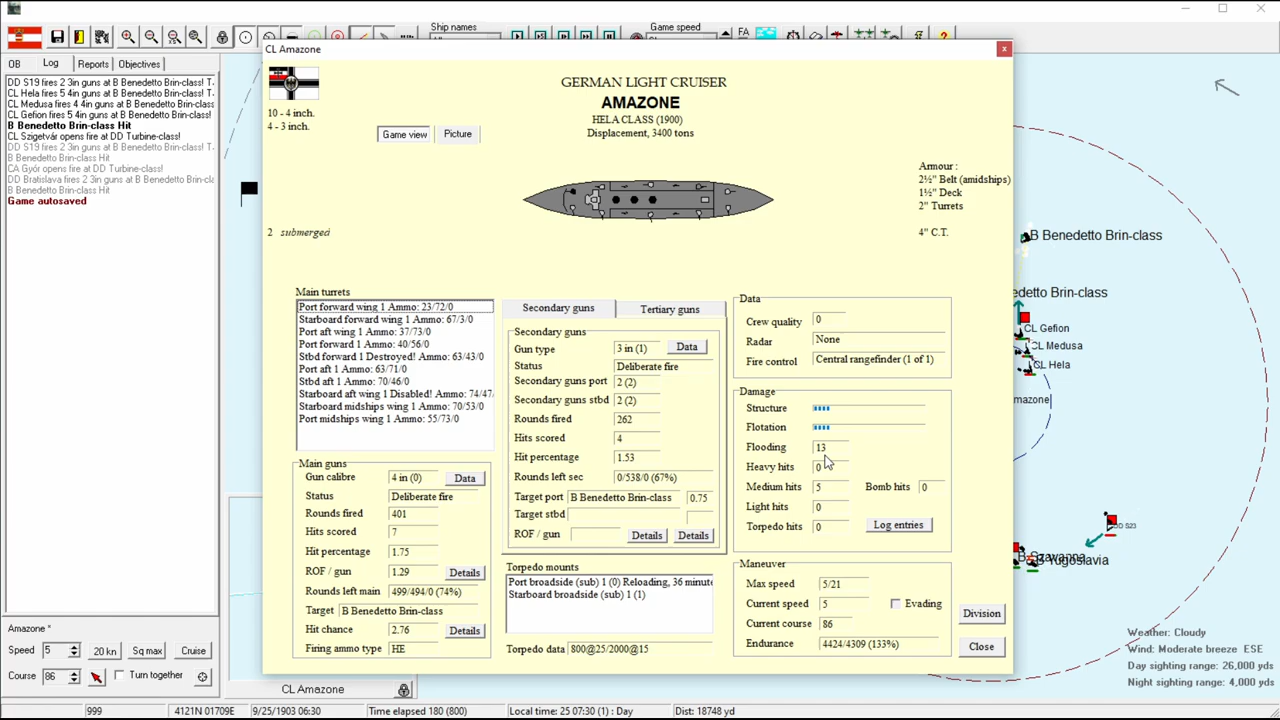 Ship names
Game speed
FA
OB Log Reports Objectives
DD S19 fires 2 3in guns at B Benedetto Brin-class! T
CL Hela fires 5 4in guns at B Benedetto Brin-class! T
CL Medusa fires 4 4in guns at B Benedetto Brin-class
CL Gefion fires 5 4in guns at B Benedetto Brin-class!
B Benedetto Brin-class Hit
CL Szigetvár opens fire at DD Turbine-class!
DD S19 fires 2 3in guns at B Benedetto Brin-class! T
B Benedetto Brin-class Hit
CA Győr opens fire at DD Turbine-class!
DD Bratislava fires 2 3in guns at B Benedetto Brin-cla
B Benedetto Brin-class Hit
Game autosaved
Amazone *
Speed 5 20 kn Sq max Cruise
Course 86 Turn together
CL Amazone
GERMAN LIGHT CRUISER
AMAZONE
HELA CLASS (1900)
Displacement, 3400 tons
10 - 4 inch.
4 - 3 inch.
Game view Picture
2 submerged
Armour :
2½" Belt (amidships)
1½" Deck
2" Turrets
4" C.T.
Main turrets
Port forward wing 1 Ammo: 23/72/0
Starboard forward wing 1 Ammo: 67/3/0
Port aft wing 1 Ammo: 37/73/0
Port forward 1 Ammo: 40/56/0
Stbd forward 1 Destroyed! Ammo: 63/43/0
Port aft 1 Ammo: 63/71/0
Stbd aft 1 Ammo: 70/46/0
Starboard aft wing 1 Disabled! Ammo: 74/47
Starboard midships wing 1 Ammo: 70/53/0
Port midships wing 1 Ammo: 55/73/0
Main guns
Gun calibre 4 in (0) Data
Status Deliberate fire
Rounds fired 401
Hits scored 7
Hit percentage 1.75
ROF / gun 1.29 Details
Rounds left main 499/494/0 (74%)
Target B Benedetto Brin-class
Hit chance 2.76 Details
Firing ammo type HE
Secondary guns Tertiary guns
Secondary guns
Gun type 3 in (1) Data
Status Deliberate fire
Secondary guns port 2 (2)
Secondary guns stbd 2 (2)
Rounds fired 262
Hits scored 4
Hit percentage 1.53
Rounds left sec 0/538/0 (67%)
Target port B Benedetto Brin-class 0.75
Target stbd
ROF / gun Details Details
Torpedo mounts
Port broadside (sub) 1 (0) Reloading, 36 minute
Starboard broadside (sub) 1 (1)
Torpedo data 800@25/2000@15
Data
Crew quality 0
Radar None
Fire control Central rangefinder (1 of 1)
Damage
Structure
Flotation
Flooding 13
Heavy hits 0
Medium hits 5 Bomb hits 0
Light hits 0
Torpedo hits 0 Log entries
Maneuver
Max speed 5/21
Current speed 5 Evading
Current course 86
Endurance 4424/4309 (133%)
Division
Close
B Benedetto Brin-class
edetto Brin-class
CL Gefion
CL Medusa
CL Hela
mazone
DD S23
B Szavanna
B Yugoslavia
Weather: Cloudy
Wind: Moderate breeze ESE
Day sighting range: 26,000 yds
Night sighting range: 4,000 yds
CL Amazone
999 4121N 01709E 9/25/1903 06:30 Time elapsed 180 (800) Local time: 25 07:30 (1) : Day Dist: 18748 yd